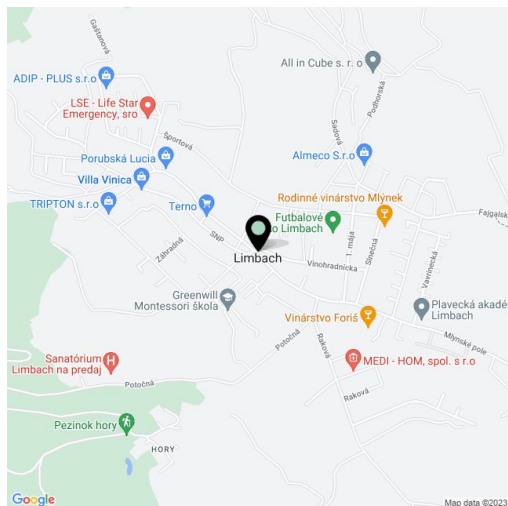 Gaštanová
All in Cube s. r. o
ADIP - PLUS s.r.o
Podhorská
LSE - Life Star
Emergency, sro
Sadová
Športová
Porubská Lucia
Almeco S.r.o
Villa Vinica
Rodinné vinárstvo Mlýnek
TRIPTON s.r.o
Terno
Futbalové
o Limbach
Fajgalsk
SNP
1. mája
Slnečná
Záhradná
Limbach
Vinohradnícka
Vavrinecká
Greenwill
Montessori škola
Plavecká akadé
Limbach
Vinárstvo Foriš
Mlynské pole
Potočná
Raková
Sanatórium
Limbach na predaj
MEDI - HOM, spol. s r.o
Potočná
Raková
Pezinok hory
HORY
Google
Map data ©2023